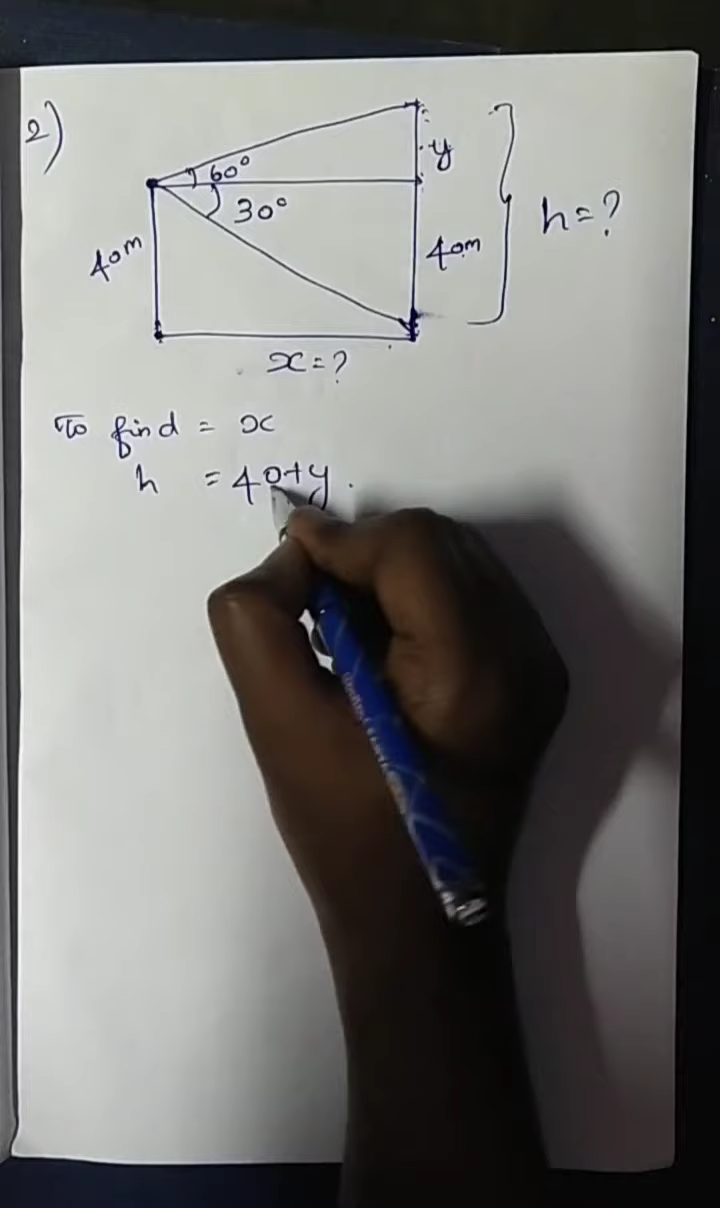 2)
60°
y
30°
40m
40m
h=?
x=?
To find = x
h = 40+y.